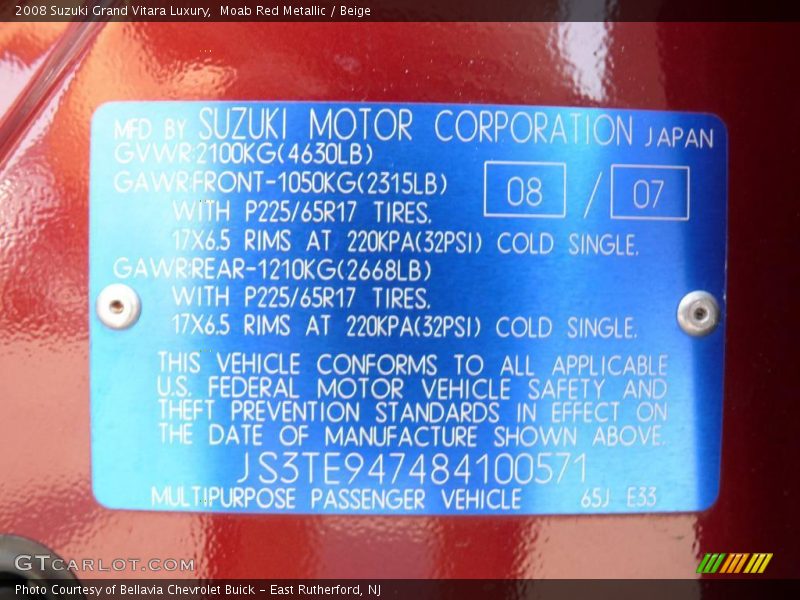 2008 Suzuki Grand Vitara Luxury,  Moab Red Metallic / Beige
MFD BY SUZUKI MOTOR CORPORATION JAPAN
GVWR:2100KG(4630LB)
GAWR:FRONT-1050KG(2315LB) 08 / 07
WITH P225/65R17 TIRES,
17X6.5 RIMS AT 220KPA(32PSI) COLD SINGLE.
GAWR:REAR-1210KG(2668LB)
WITH P225/65R17 TIRES,
17X6.5 RIMS AT 220KPA(32PSI) COLD SINGLE.
THIS VEHICLE CONFORMS TO ALL APPLICABLE
U.S. FEDERAL MOTOR VEHICLE SAFETY AND
THEFT PREVENTION STANDARDS IN EFFECT ON
THE DATE OF MANUFACTURE SHOWN ABOVE.
JS3TE947484100571
MULTIPURPOSE PASSENGER VEHICLE 65J E33
GTCARLOT.COM
Photo Courtesy of Bellavia Chevrolet Buick - East Rutherford, NJ